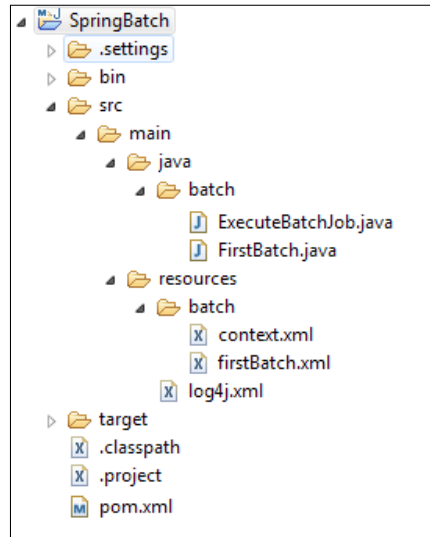 SpringBatch
.settings
bin
src
main
java
batch
ExecuteBatchJob.java
FirstBatch.java
resources
batch
context.xml
firstBatch.xml
log4j.xml
target
.classpath
.project
pom.xml